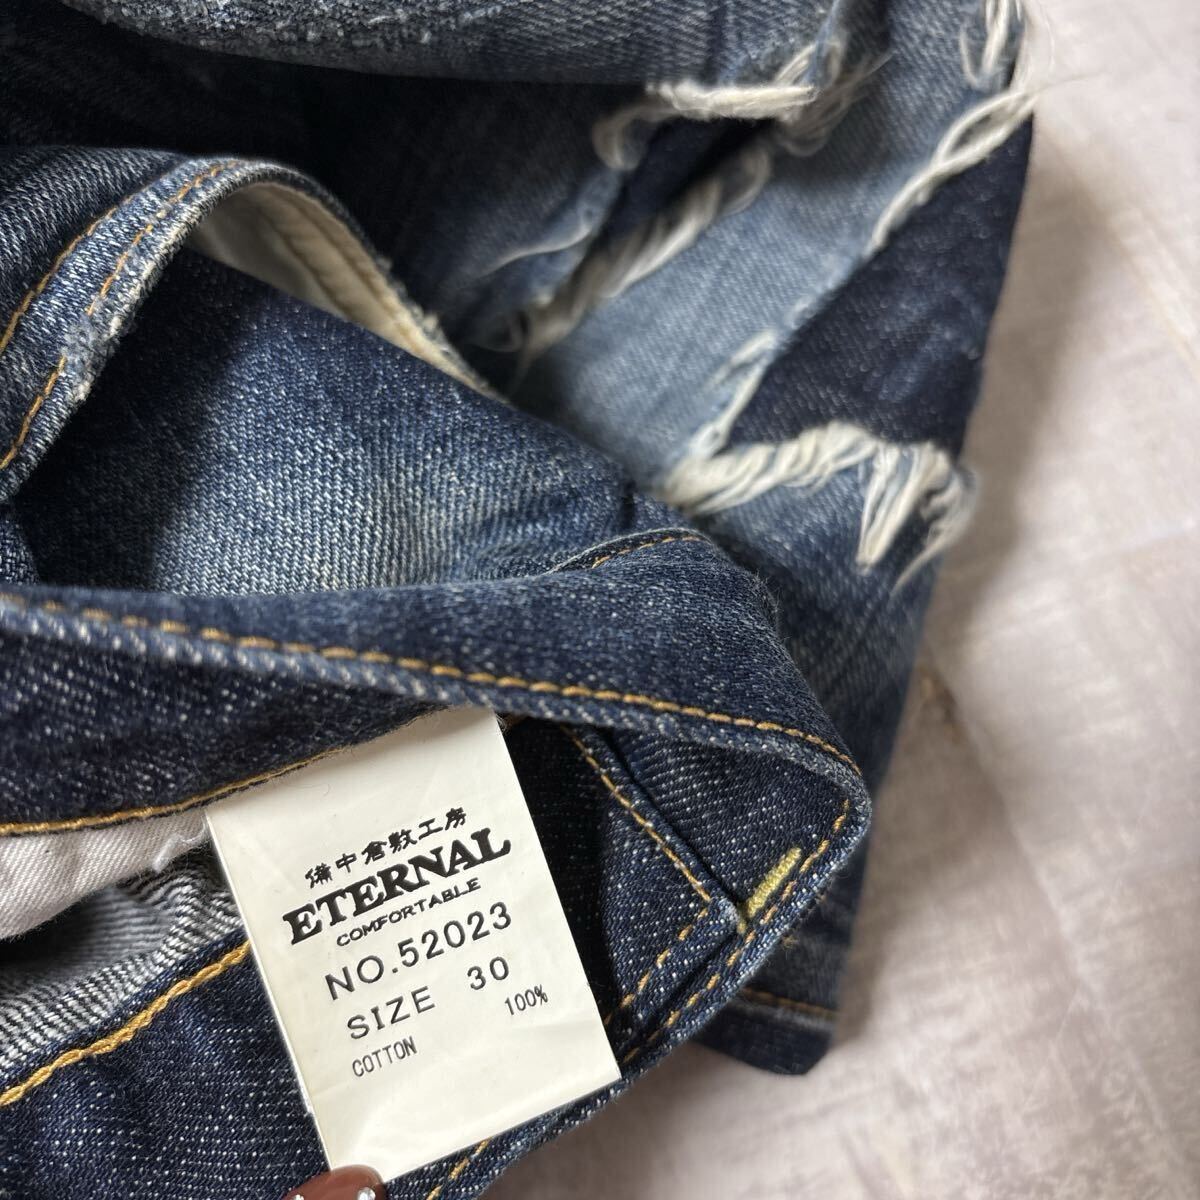 備中倉敷工房
ETERNAL
COMFORTABLE
NO.52023
SIZE 30
COTTON 100%